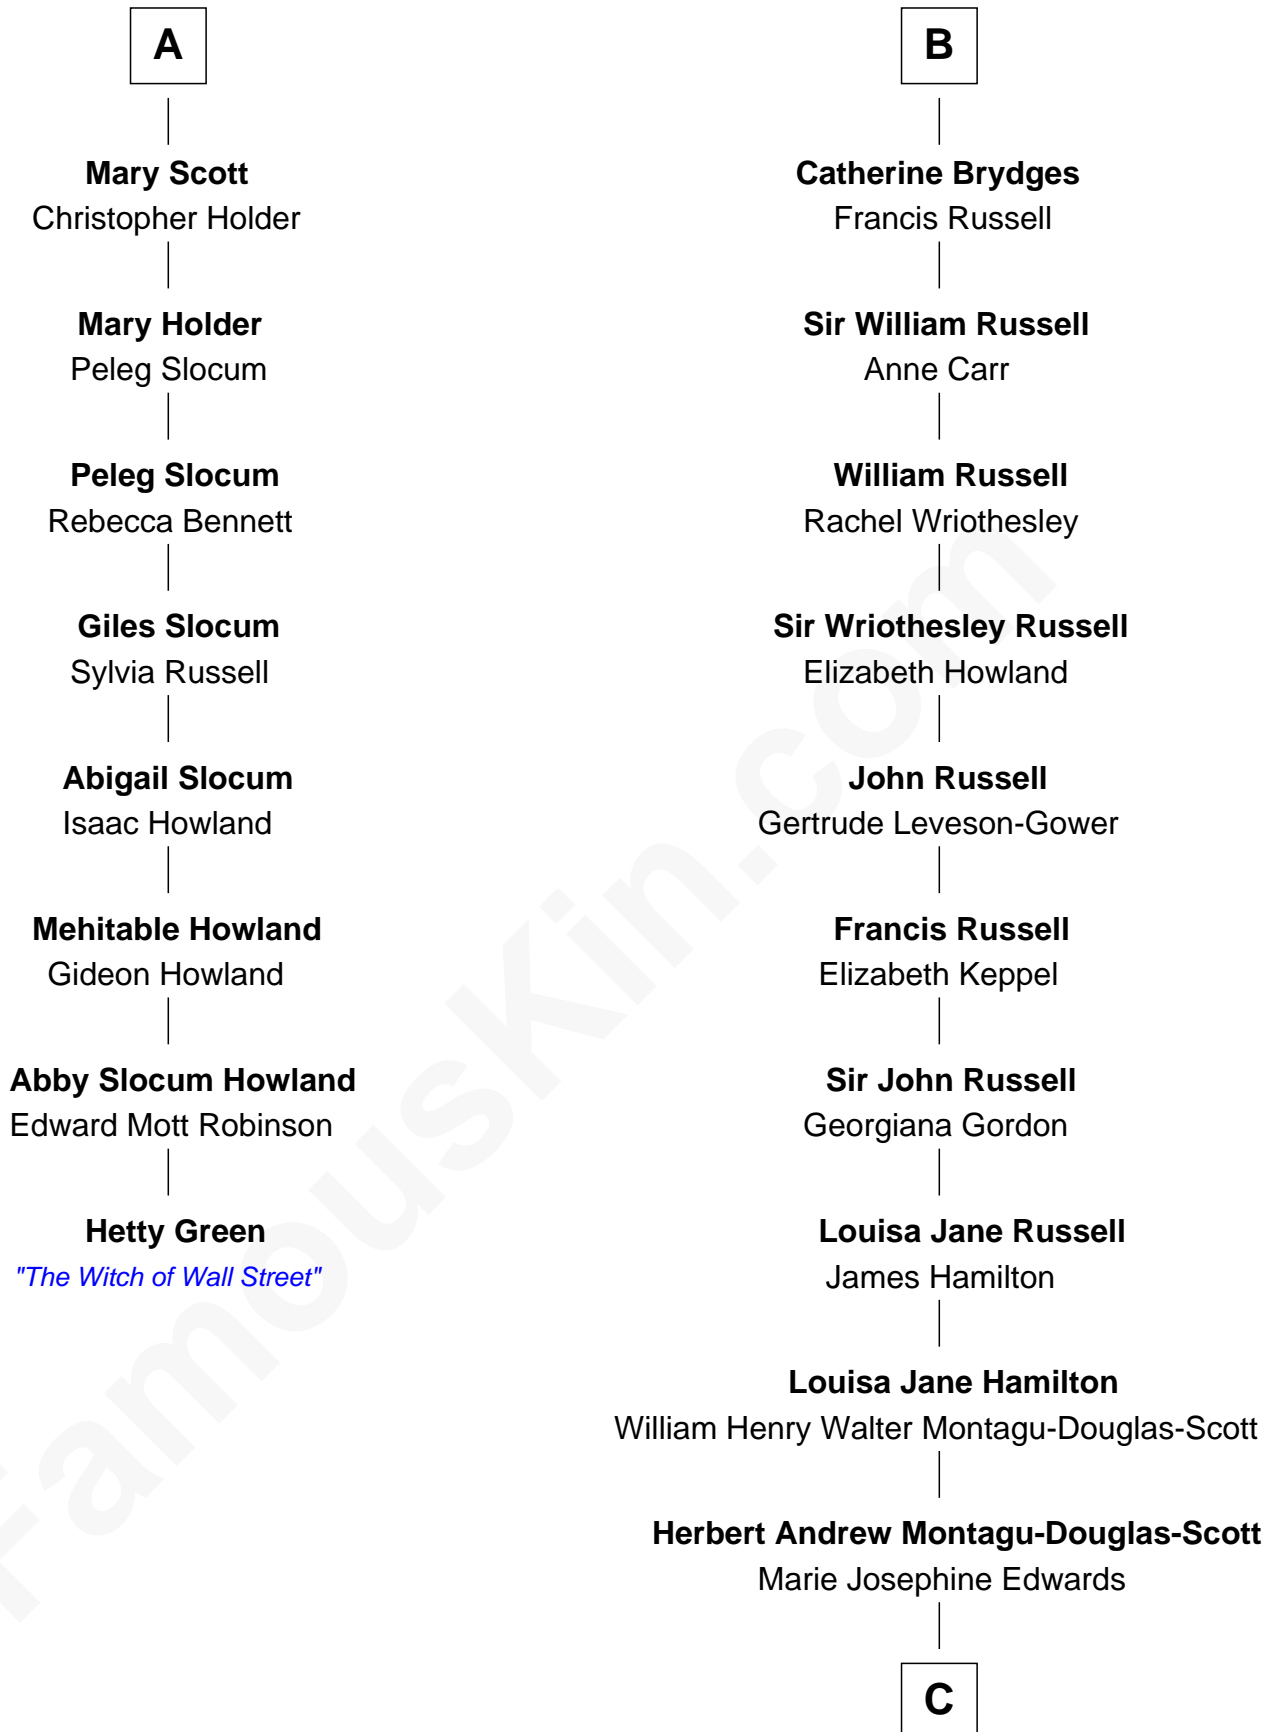 A
Mary Scott
Christopher Holder
Mary Holder
Peleg Slocum
Peleg Slocum
Rebecca Bennett
Giles Slocum
Sylvia Russell
Abigail Slocum
Isaac Howland
Mehitable Howland
Gideon Howland
Abby Slocum Howland
Edward Mott Robinson
Hetty Green
"The Witch of Wall Street"
B
Catherine Brydges
Francis Russell
Sir William Russell
Anne Carr
William Russell
Rachel Wriothesley
Sir Wriothesley Russell
Elizabeth Howland
John Russell
Gertrude Leveson-Gower
Francis Russell
Elizabeth Keppel
Sir John Russell
Georgiana Gordon
Louisa Jane Russell
James Hamilton
Louisa Jane Hamilton
William Henry Walter Montagu-Douglas-Scott
Herbert Andrew Montagu-Douglas-Scott
Marie Josephine Edwards
C
FamousKin.com